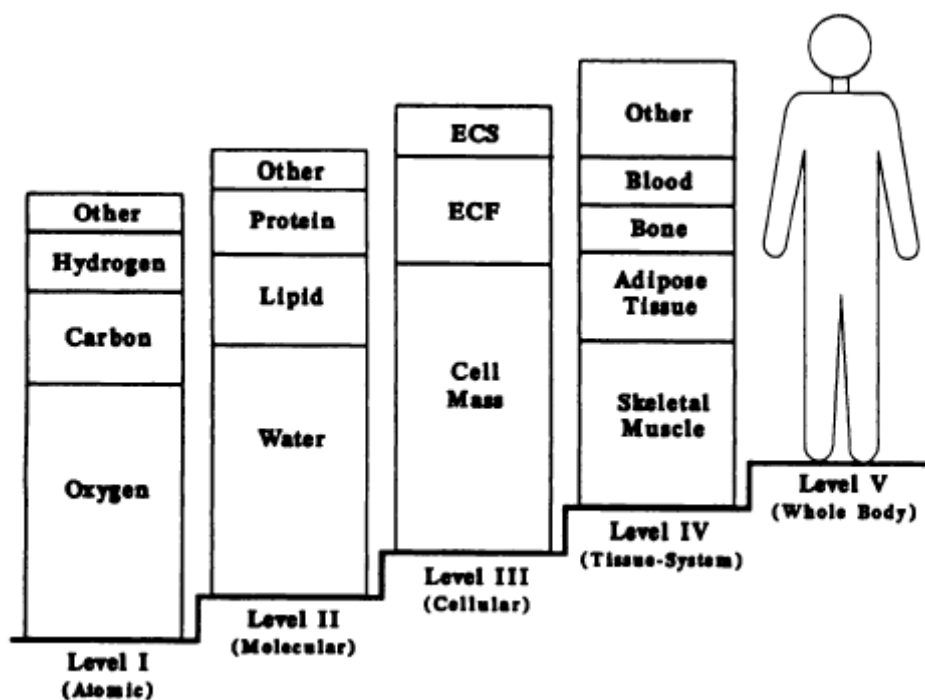 Other
Hydrogen
Carbon
Oxygen
Level I
(Atomic)
Other
Protein
Lipid
Water
Level II
(Molecular)
ECS
ECF
Cell
Mass
Level III
(Cellular)
Other
Blood
Bone
Adipose
Tissue
Skeletal
Muscle
Level IV
(Tissue-System)
Level V
(Whole Body)